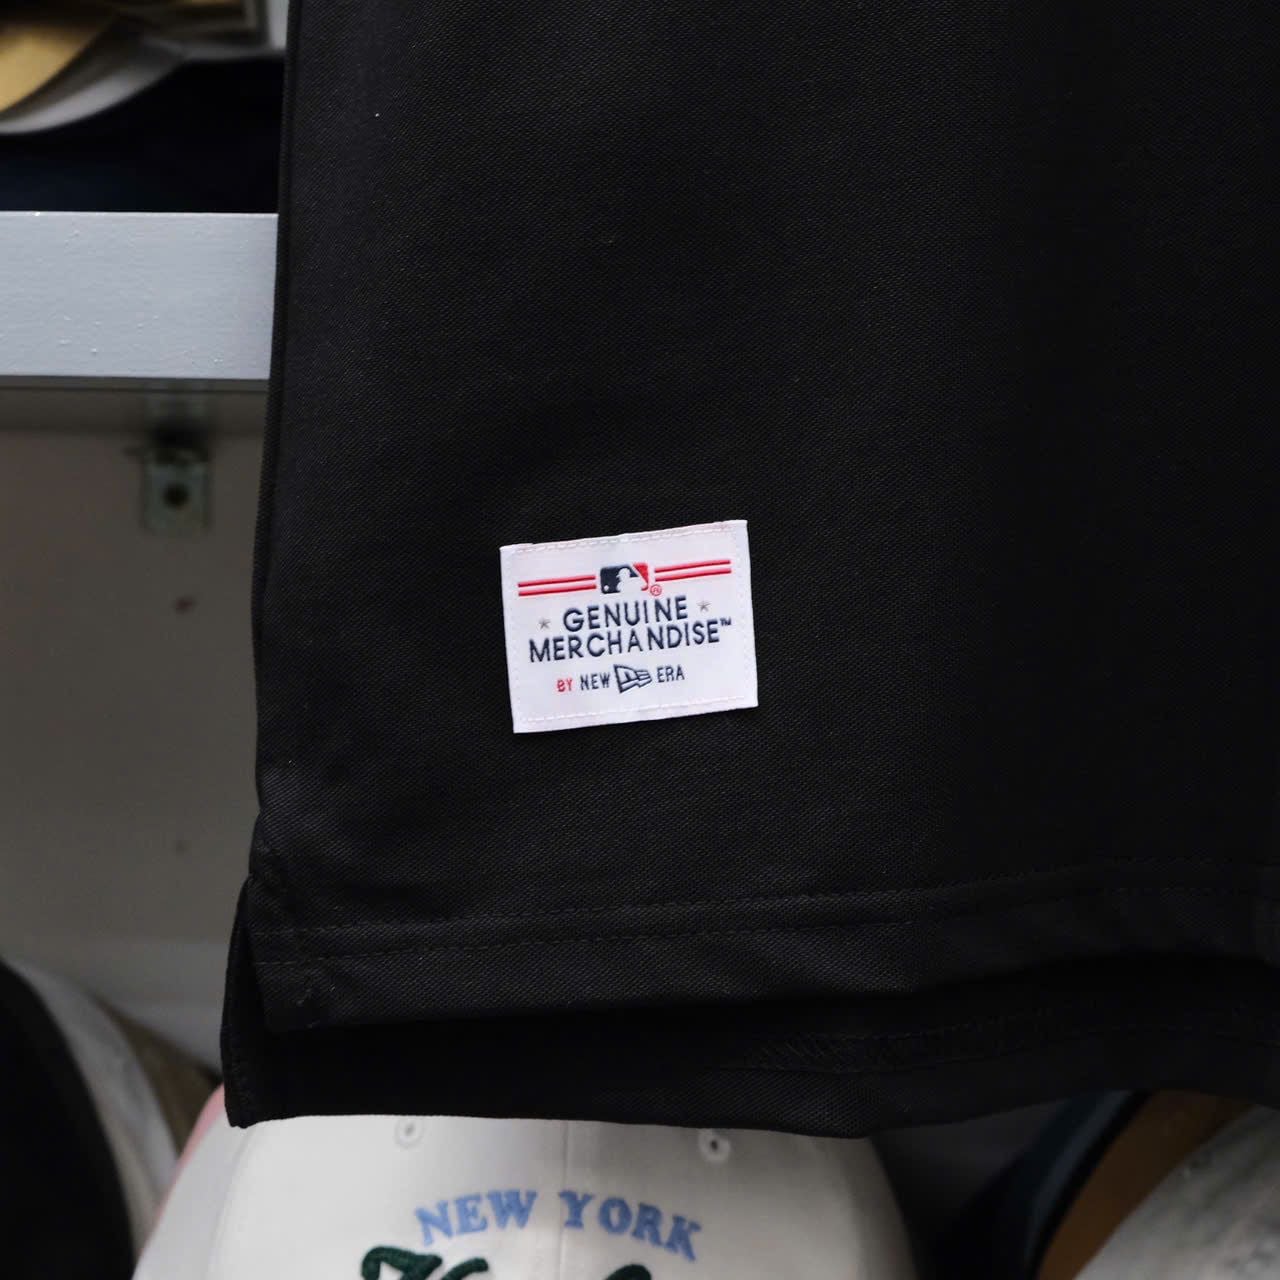 GENUINE
MERCHANDISE™
BY NEW ERA
NEW YORK